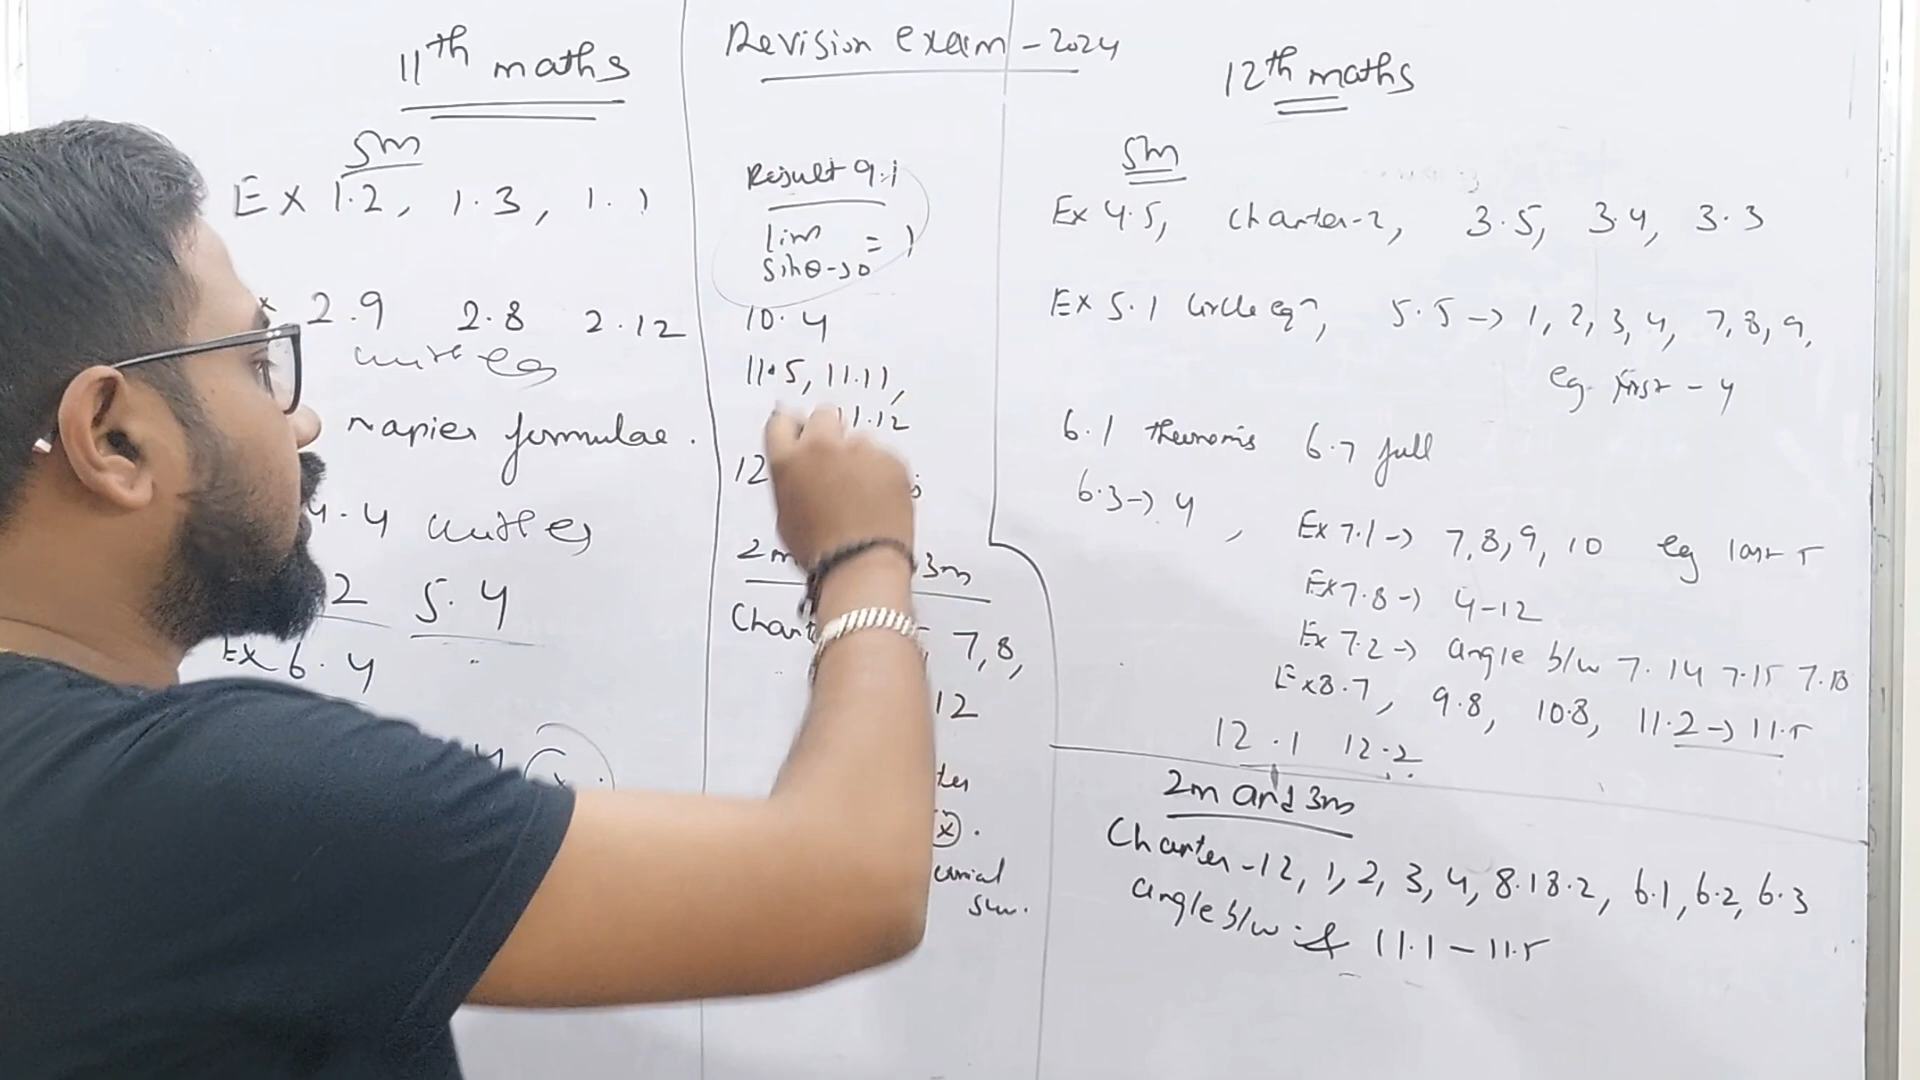 Revision exam - 2024
11th maths
5m
Ex 1.2, 1.3, 1.1
2.9 2.8 2.12
napier formulae.
4.4
2 5.4
Ex 6.4
Result 9.1
lim = 1
sinθ->0
10.4
11.5, 11.11,
11.12
12
2m 3m
7, 8,
12
12th maths
5m
Ex 4.5, Chapter-2, 3.5, 3.4, 3.3
Ex 5.1 circle eqn, 5.5 -> 1, 2, 3, 4, 7, 8, 9,
eg. first - 4
6.1 theorems 6.7 full
6.3 -> 4, Ex 7.1 -> 7, 8, 9, 10 eg last 5
Ex 7.8 -> 4-12
Ex 7.2 -> angle b/w 7.14 7.15 7.18
Ex 8.7, 9.8, 10.8, 11.2 -> 11.5
12.1 12.2
2m and 3m
Chapter-12, 1, 2, 3, 4, 8.1 8.2, 6.1, 6.2, 6.3
angle b/w & 11.1 - 11.5